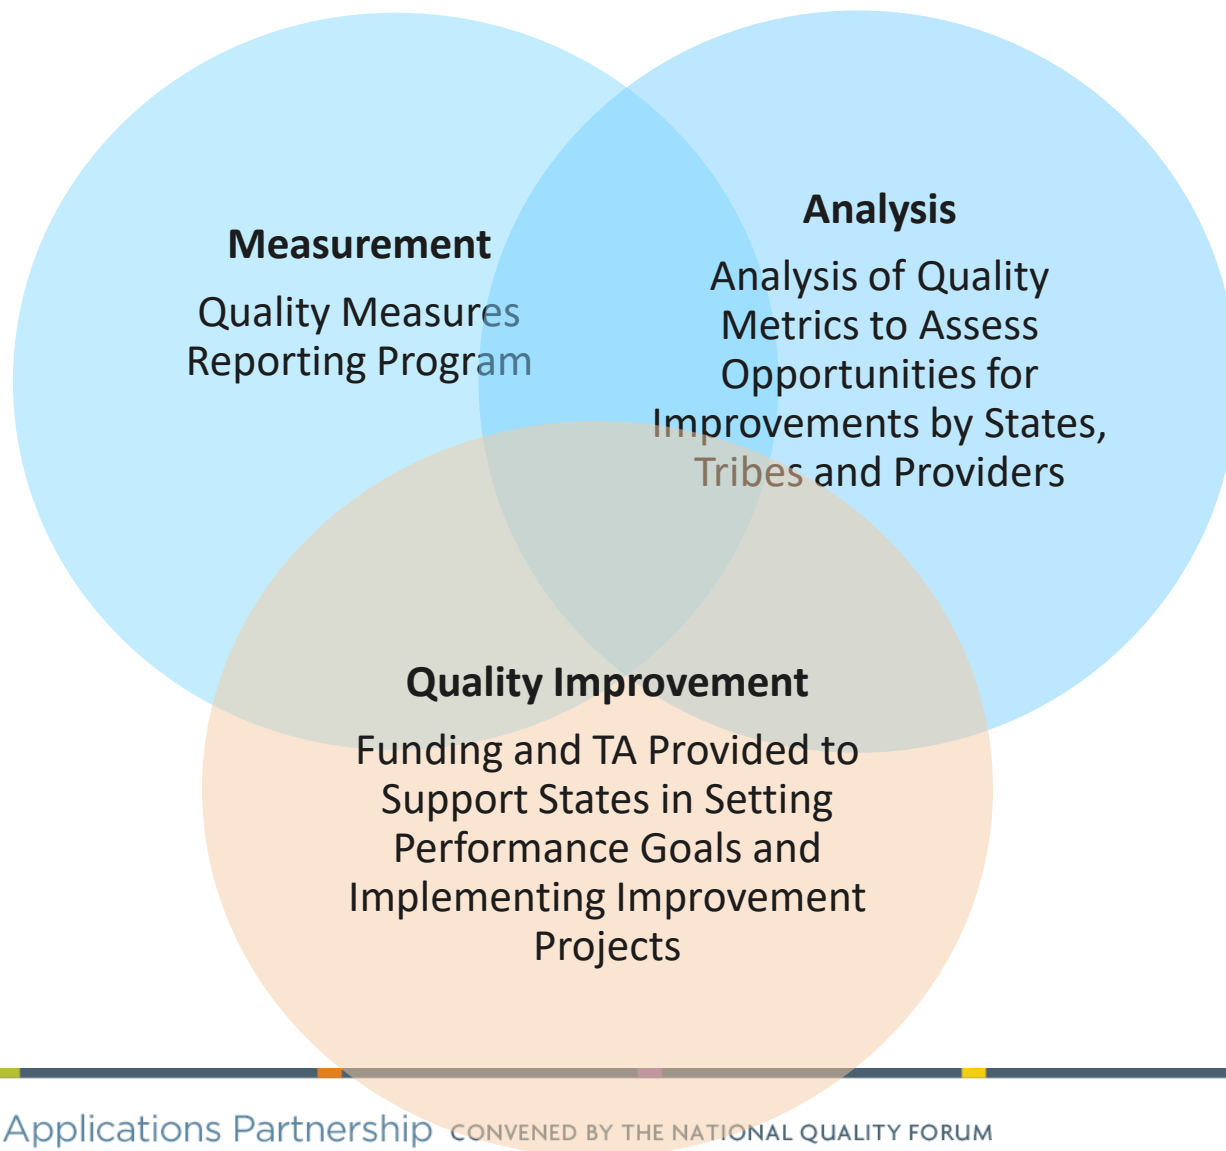 Measurement
Quality Measures
Reporting Program
Analysis
Analysis of Quality
Metrics to Assess
Opportunities for
Improvements by States,
Tribes and Providers
Quality Improvement
Funding and TA Provided to
Support States in Setting
Performance Goals and
Implementing Improvement
Projects
Applications Partnership CONVENED BY THE NATIONAL QUALITY FORUM